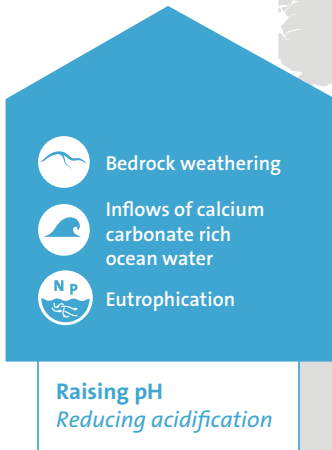 Bedrock weathering
Inflows of calcium
carbonate rich
ocean water
N P
Eutrophication
Raising pH
Reducing acidification